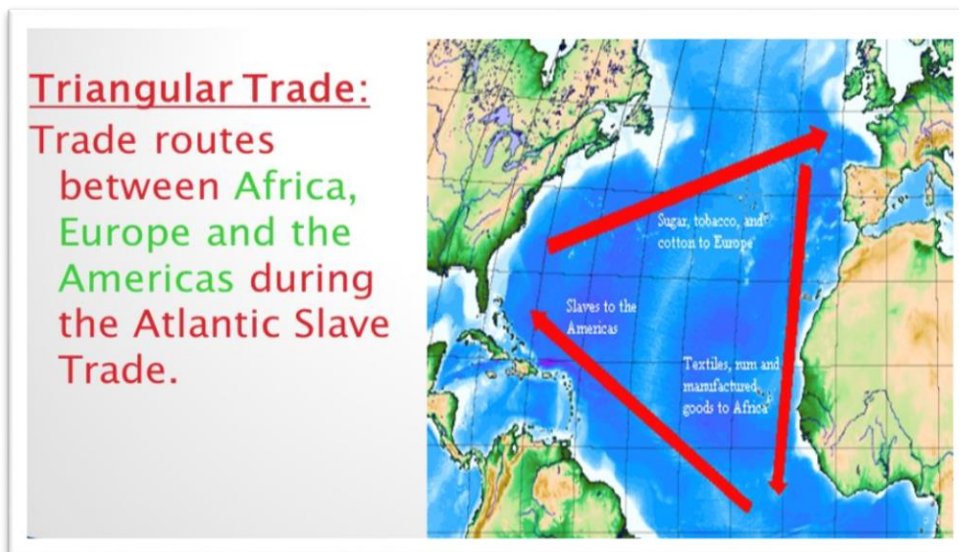 Triangular Trade:
Trade routes
between Africa,
Europe and the
Americas during
the Atlantic Slave
Trade.
Sugar, tobacco, and
cotton to Europe
Slaves to the
Americas
Textiles, rum and
manufactured
goods to Africa